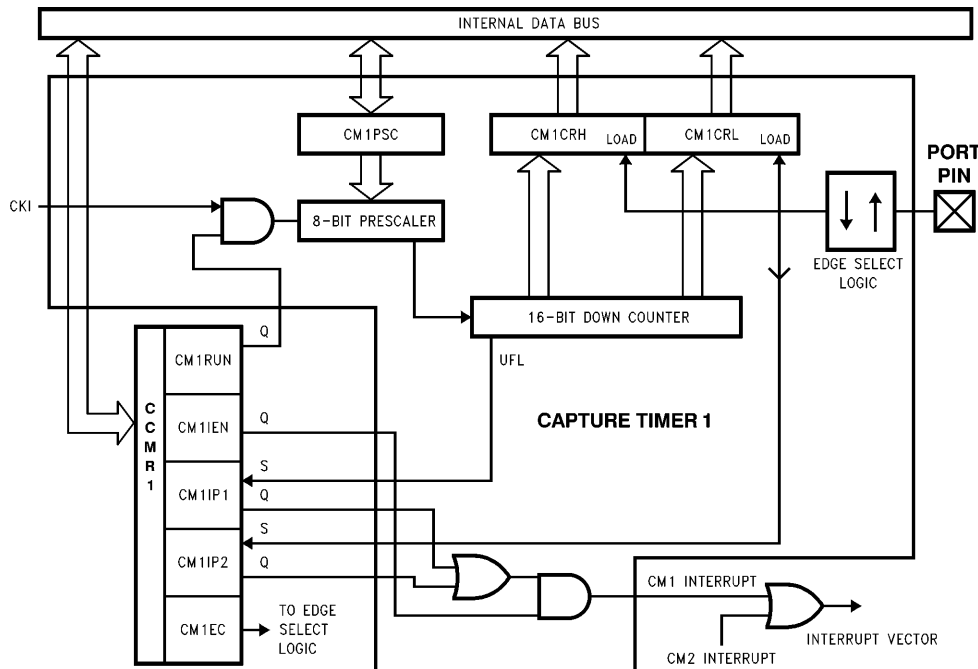 INTERNAL DATA BUS
CM1PSC
CM1CRH LOAD
CM1CRL LOAD
PORT
PIN
CKI
8-BIT PRESCALER
EDGE SELECT
LOGIC
16-BIT DOWN COUNTER
UFL
CAPTURE TIMER 1
CCMR1
CM1RUN
Q
CM1IEN
Q
S
CM1IP1
Q
S
CM1IP2
Q
CM1EC
TO EDGE
SELECT
LOGIC
CM1 INTERRUPT
CM2 INTERRUPT
INTERRUPT VECTOR